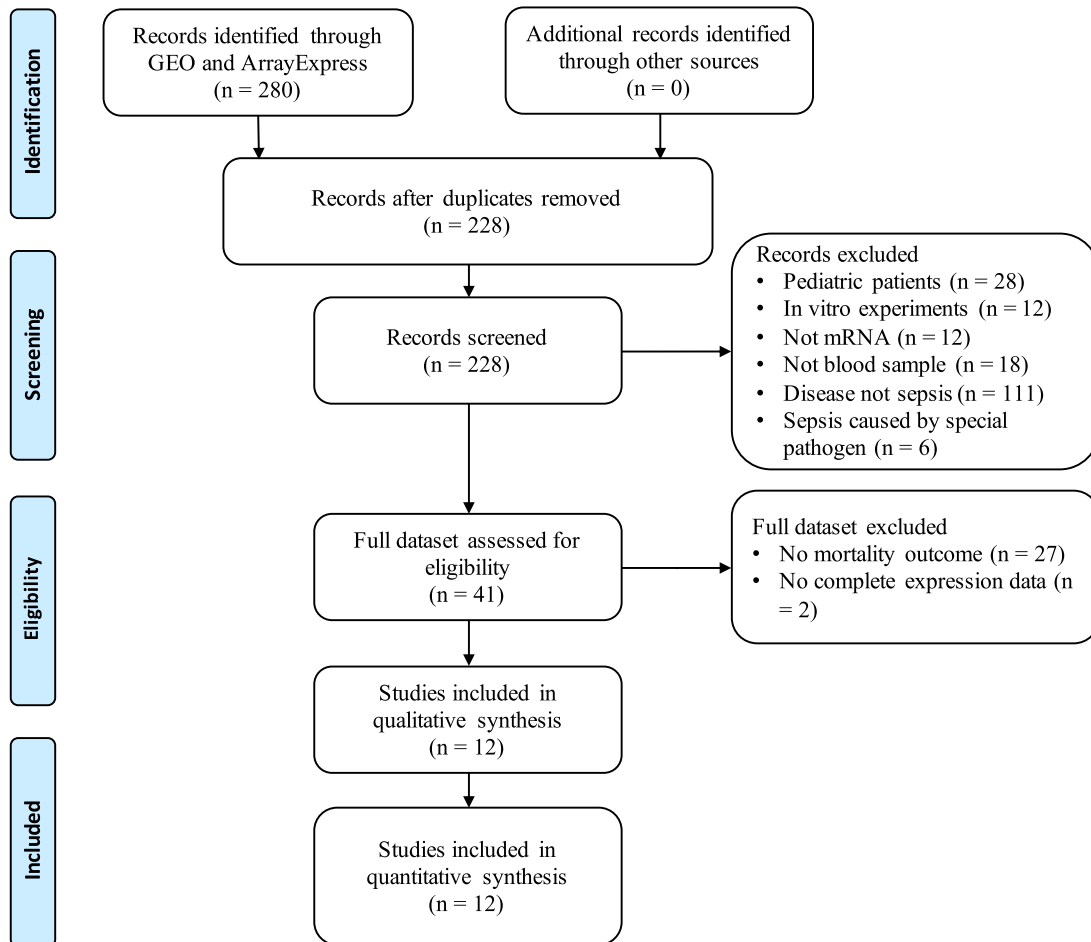 Identification
Records identified through
GEO and ArrayExpress
(n = 280)
Additional records identified
through other sources
(n = 0)
Records after duplicates removed
(n = 228)
Screening
Records screened
(n = 228)
Records excluded
• Pediatric patients (n = 28)
• In vitro experiments (n = 12)
• Not mRNA (n = 12)
• Not blood sample (n = 18)
• Disease not sepsis (n = 111)
• Sepsis caused by special
pathogen (n = 6)
Eligibility
Full dataset assessed for
eligibility
(n = 41)
Full dataset excluded
• No mortality outcome (n = 27)
• No complete expression data (n
= 2)
Studies included in
qualitative synthesis
(n = 12)
Included
Studies included in
quantitative synthesis
(n = 12)